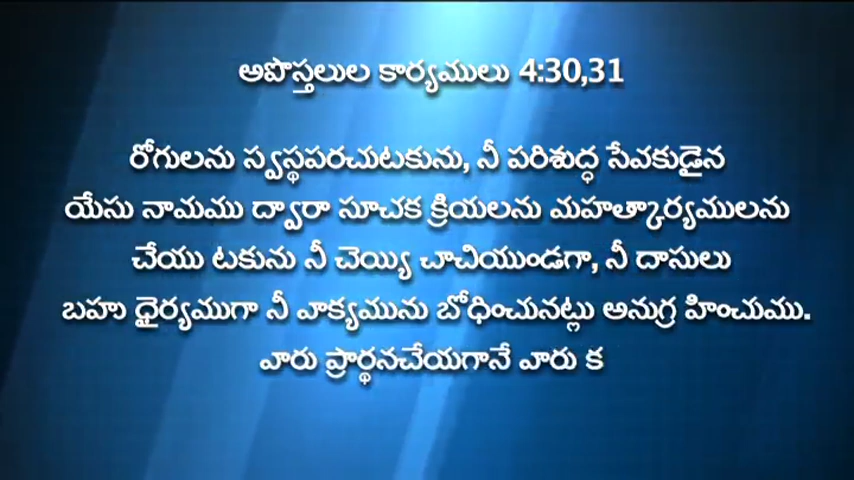 అపొస్తలుల కార్యములు 4:30,31
రోగులను స్వస్థపరచుటకును, నీ పరిశుద్ధ సేవకుడైన
యేసు నామము ద్వారా సూచక క్రియలను మహత్కార్యములను
చేయు టకును నీ చెయ్యి చాచియుండగా, నీ దాసులు
బహు ధైర్యముగా నీ వాక్యమును బోధించునట్లు అనుగ్ర హించుము.
వారు ప్రార్థనచేయగానే వారు క